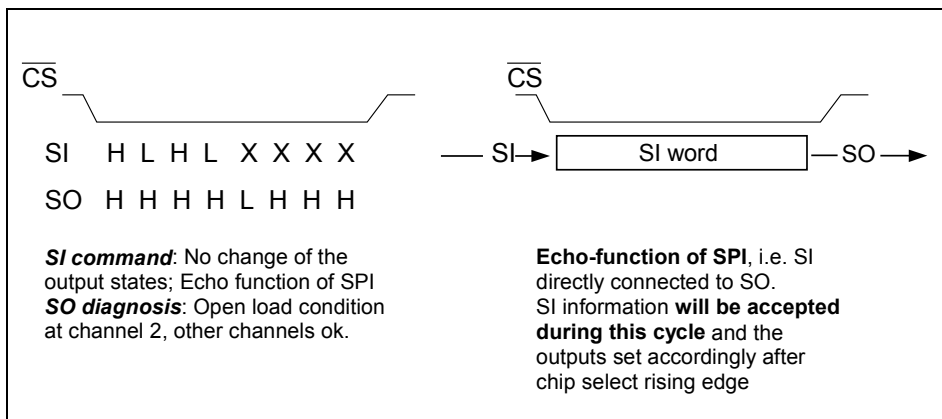 CS
SI H L H L X X X X
SO H H H H L H H H
SI command: No change of the
output states; Echo function of SPI
SO diagnosis: Open load condition
at channel 2, other channels ok.
CS
SI SI word SO
Echo-function of SPI, i.e. SI
directly connected to SO.
SI information will be accepted
during this cycle and the
outputs set accordingly after
chip select rising edge